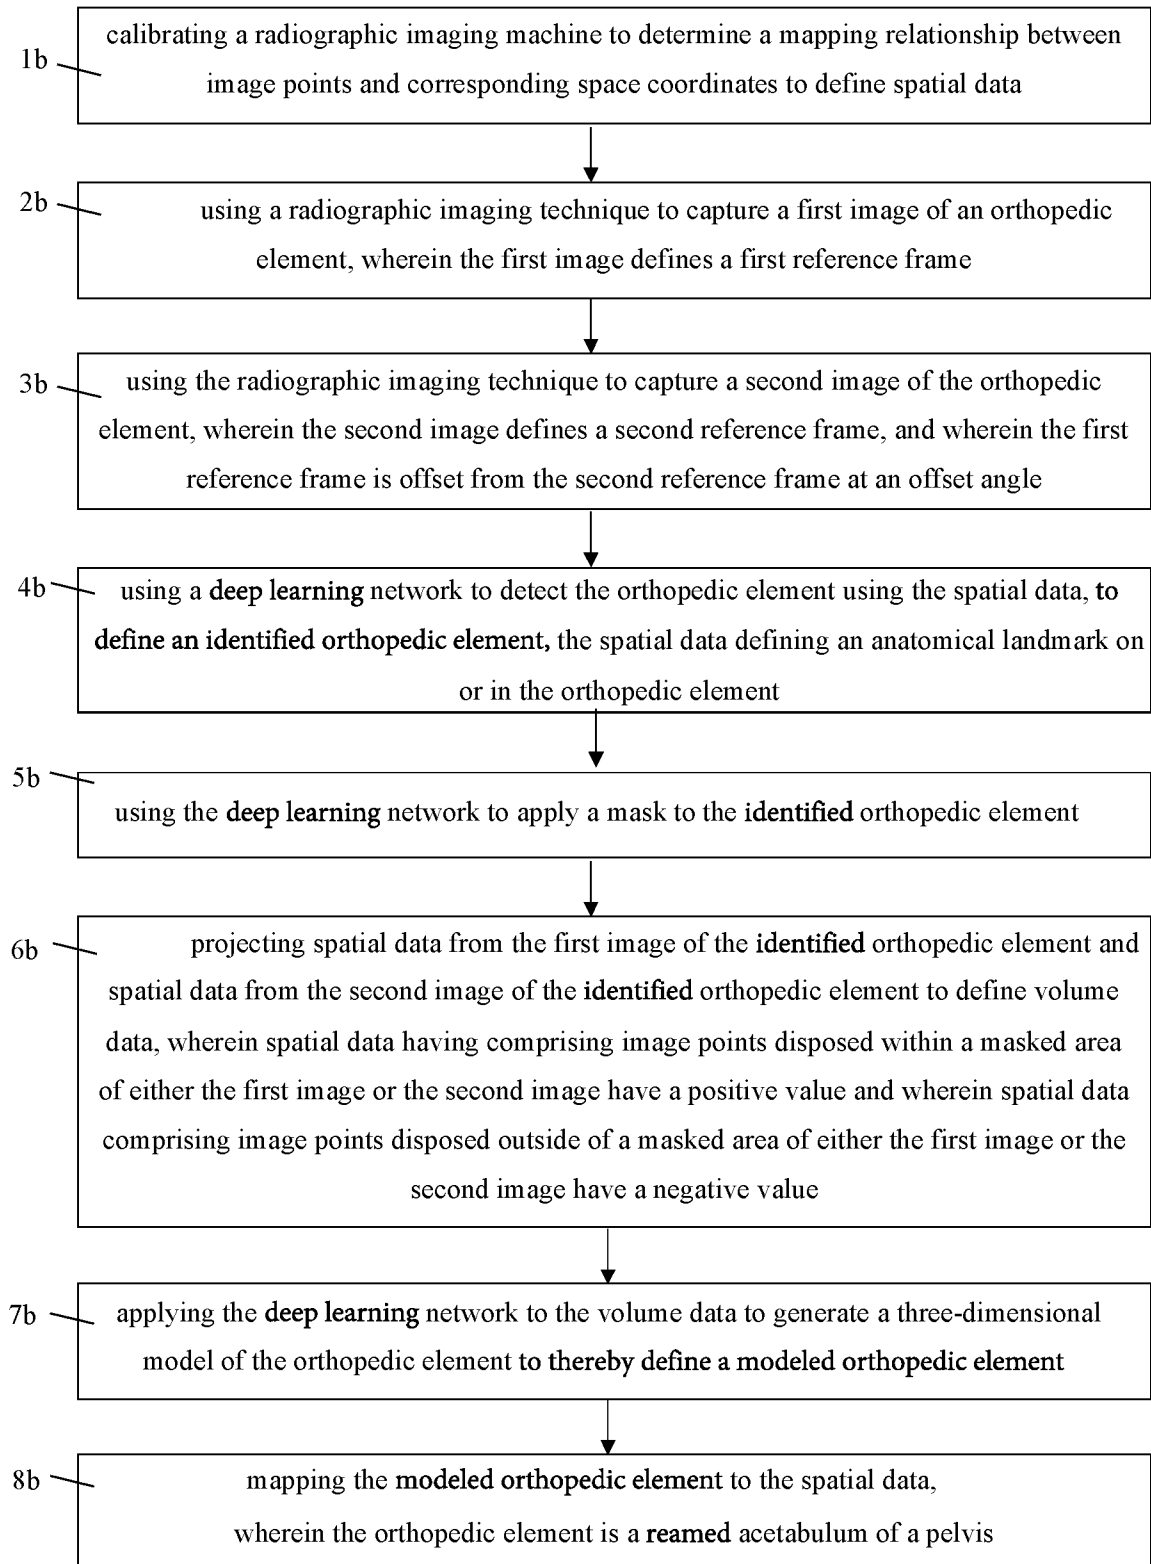 calibrating a radiographic imaging machine to determine a mapping relationship between
1b
image points and corresponding space coordinates to define spatial data
2b
using a radiographic imaging technique to capture a first image of an orthopedic
element, wherein the first image defines a first reference frame
3b
using the radiographic imaging technique to capture a second image of the orthopedic
element, wherein the second image defines a second reference frame, and wherein the first
reference frame is offset from the second reference frame at an offset angle
4b
using a deep learning network to detect the orthopedic element using the spatial data, to
define an identified orthopedic element, the spatial data defining an anatomical landmark on
or in the orthopedic element
5b
using the deep learning network to apply a mask to the identified orthopedic element
6b
projecting spatial data from the first image of the identified orthopedic element and
spatial data from the second image of the identified orthopedic element to define volume
data, wherein spatial data having comprising image points disposed within a masked area
of either the first image or the second image have a positive value and wherein spatial data
comprising image points disposed outside of a masked area of either the first image or the
second image have a negative value
7b
applying the deep learning network to the volume data to generate a three-dimensional
model of the orthopedic element to thereby define a modeled orthopedic element
8b
mapping the modeled orthopedic element to the spatial data,
wherein the orthopedic element is a reamed acetabulum of a pelvis